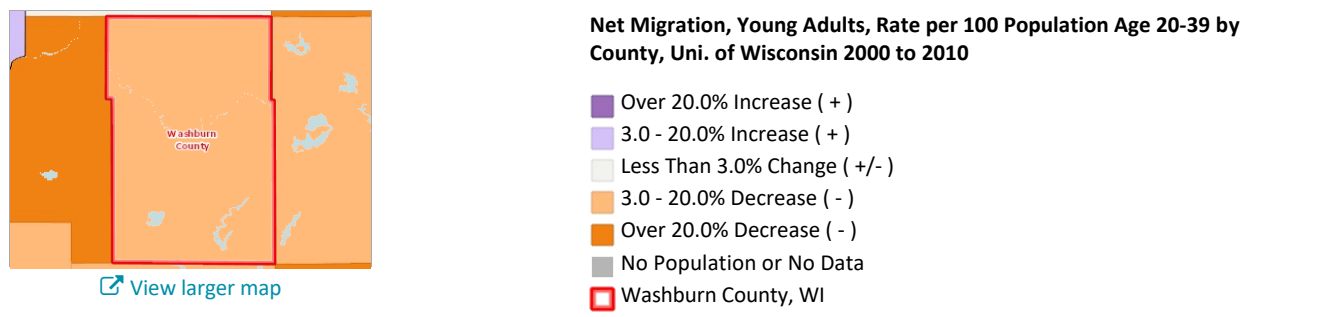 Washburn
County
View larger map
Net Migration, Young Adults, Rate per 100 Population Age 20-39 by
County, Uni. of Wisconsin 2000 to 2010
Over 20.0% Increase ( + )
3.0 - 20.0% Increase ( + )
Less Than 3.0% Change ( +/- )
3.0 - 20.0% Decrease ( - )
Over 20.0% Decrease ( - )
No Population or No Data
Washburn County, WI